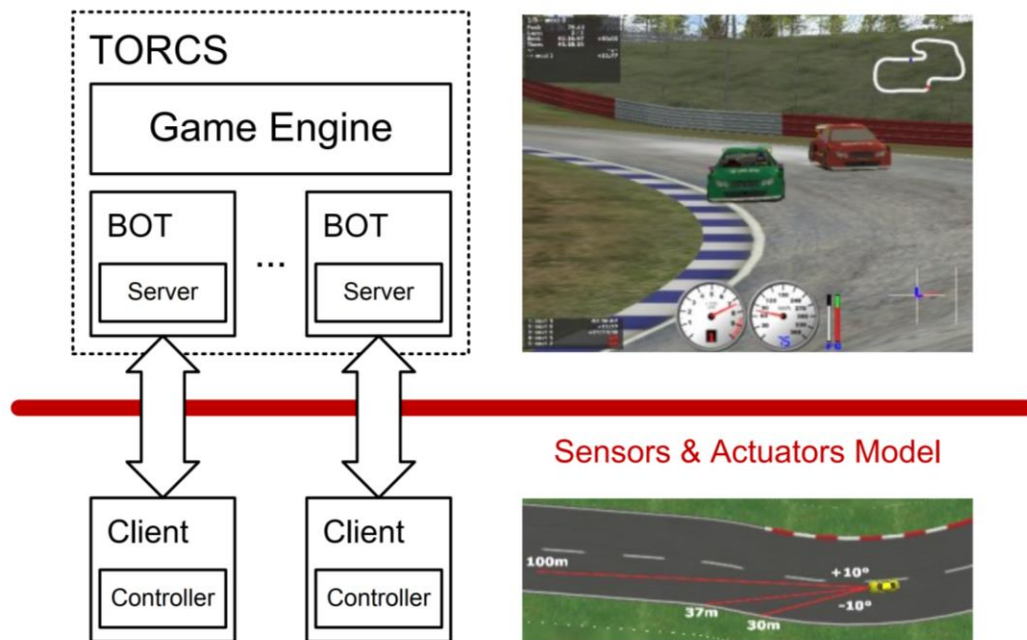 TORCS
Game Engine
BOT
Server
...
BOT
Server
Sensors & Actuators Model
Client
Controller
Client
Controller
100m
+10°
-10°
37m
30m